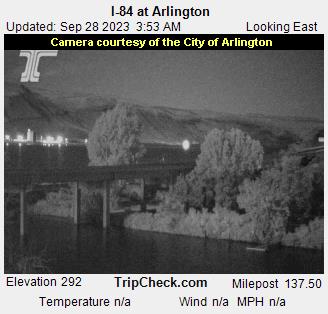 I-84 at Arlington
Updated: Sep 28 2023 3:53 AM Looking East
Camera courtesy of the City of Arlington
Elevation 292 TripCheck.com Milepost 137.50
Temperature n/a Wind n/a MPH n/a